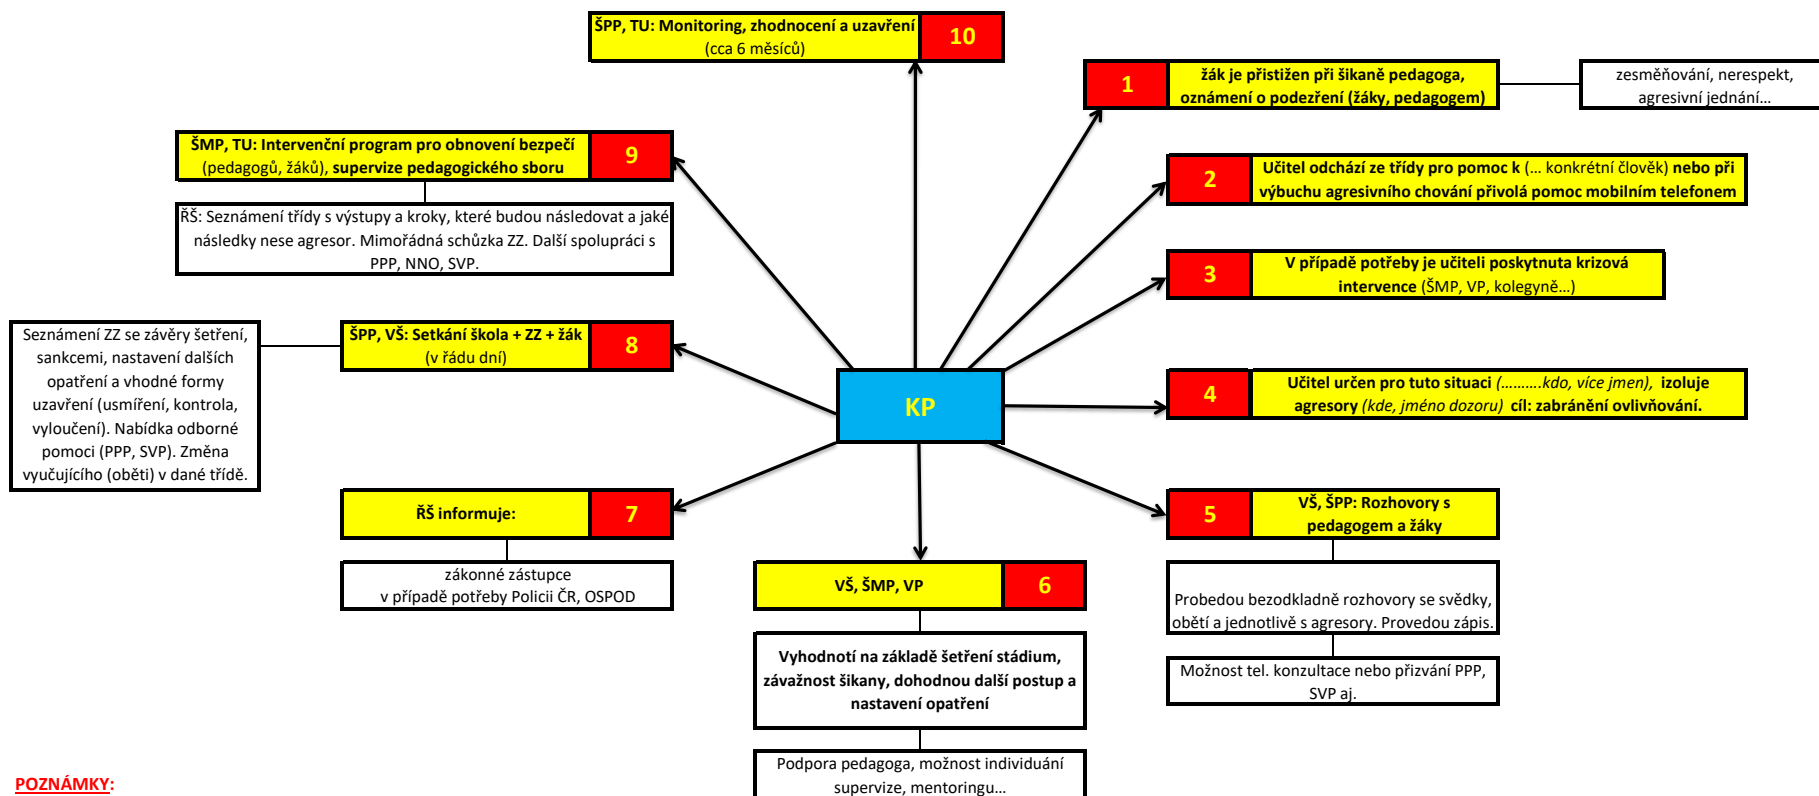 ŠPP, TU: Monitoring, zhodnocení a uzavření
(cca 6 měsíců)
10
1
žák je přistižen při šikaně pedagoga,
oznámení o podezření (žáky, pedagogem)
zesměňování, nerespekt,
agresivní jednání…
ŠMP, TU: Intervenční program pro obnovení bezpečí
(pedagogů, žáků), supervize pedagogického sboru
9
2
Učitel odchází ze třídy pro pomoc k (... konkrétní člověk) nebo při
výbuchu agresivního chování přivolá pomoc mobilním telefonem
ŘŠ: Seznámení třídy s výstupy a kroky, které budou následovat a jaké
následky nese agresor. Mimořádná schůzka ZZ. Další spolupráci s
PPP, NNO, SVP.
3
V případě potřeby je učiteli poskytnuta krizová
intervence (ŠMP, VP, kolegyně…)
Seznámení ZZ se závěry šetření,
sankcemi, nastavení dalších
opatření a vhodné formy
uzavření (usmíření, kontrola,
vyloučení). Nabídka odborné
pomoci (PPP, SVP). Změna
vyučujícího (oběti) v dané třídě.
ŠPP, VŠ: Setkání škola + ZZ + žák
(v řádu dní)
8
KP
4
Učitel určen pro tuto situaci (……….kdo, více jmen), izoluje
agresory (kde, jméno dozoru) cíl: zabránění ovlivňování.
ŘŠ informuje:
7
zákonné zástupce
v případě potřeby Policii ČR, OSPOD
5
VŠ, ŠPP: Rozhovory s
pedagogem a žáky
Probedou bezodkladně rozhovory se svědky,
obětí a jednotlivě s agresory. Provedou zápis.
Možnost tel. konzultace nebo přizvání PPP,
SVP aj.
VŠ, ŠMP, VP
6
Vyhodnotí na základě šetření stádium,
závažnost šikany, dohodnou další postup a
nastavení opatření
Podpora pedagoga, možnost individuání
supervize, mentoringu…
POZNÁMKY: